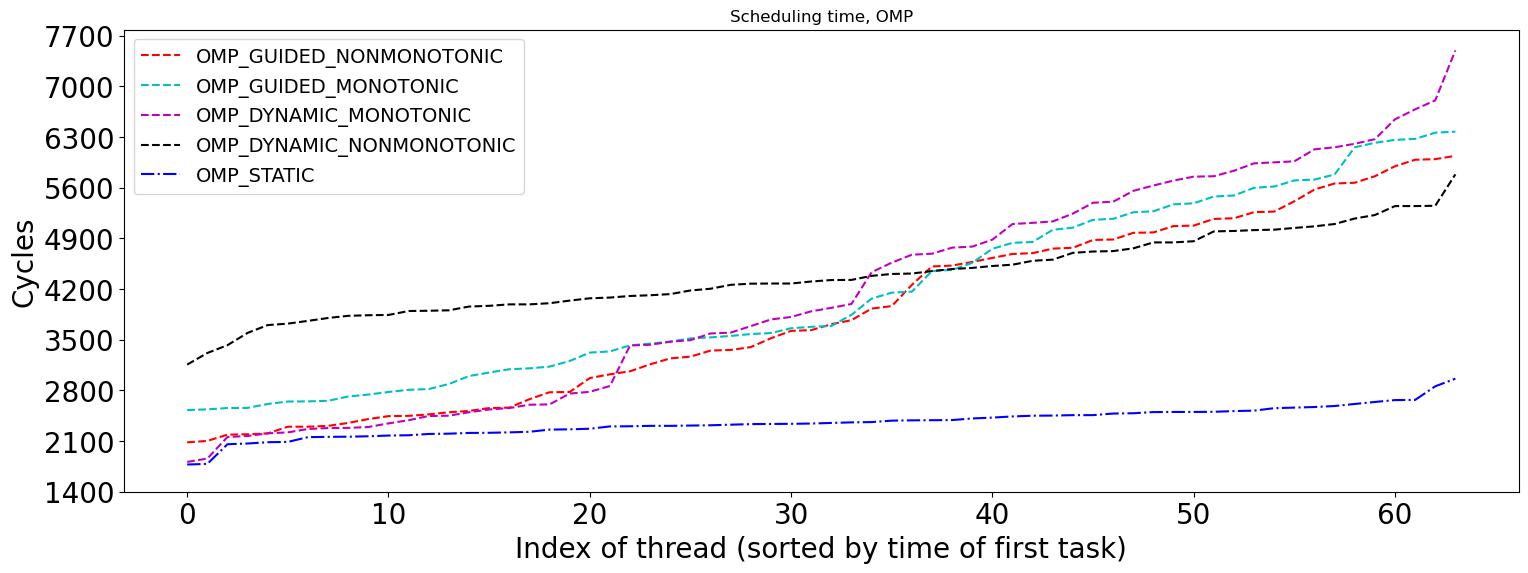 Scheduling time, OMP
7700
7000
6300
5600
4900
4200
3500
2800
2100
1400
Cycles
OMP_GUIDED_NONMONOTONIC
OMP_GUIDED_MONOTONIC
OMP_DYNAMIC_MONOTONIC
OMP_DYNAMIC_NONMONOTONIC
OMP_STATIC
0 10 20 30 40 50 60
Index of thread (sorted by time of first task)